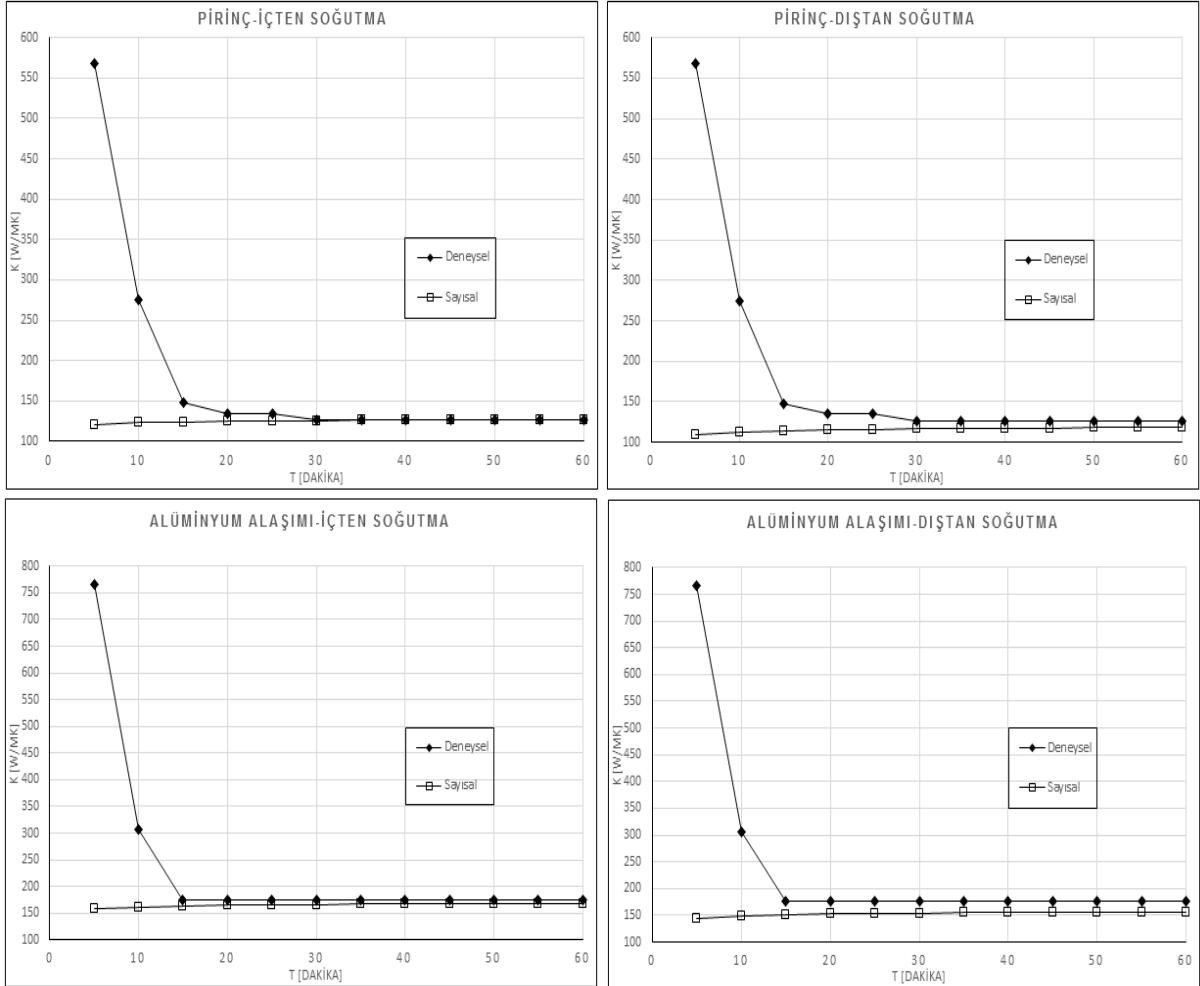 PİRİNÇ-İÇTEN SOĞUTMA
600
550
500
450
400
350
300
250
200
150
100
K [W/MK]
Deneysel
Sayısal
0 10 20 30 40 50 60
T [DAKİKA]
PİRİNÇ-DIŞTAN SOĞUTMA
600
550
500
450
400
350
300
250
200
150
100
K [W/MK]
Deneysel
Sayısal
0 10 20 30 40 50 60
T [DAKİKA]
ALÜMİNYUM ALAŞIMI-İÇTEN SOĞUTMA
800
750
700
650
600
550
500
450
400
350
300
250
200
150
100
K [W/MK]
Deneysel
Sayısal
0 10 20 30 40 50 60
T [DAKİKA]
ALÜMİNYUM ALAŞIMI-DIŞTAN SOĞUTMA
800
750
700
650
600
550
500
450
400
350
300
250
200
150
100
K [W/MK]
Deneysel
Sayısal
0 10 20 30 40 50 60
T [DAKİKA]